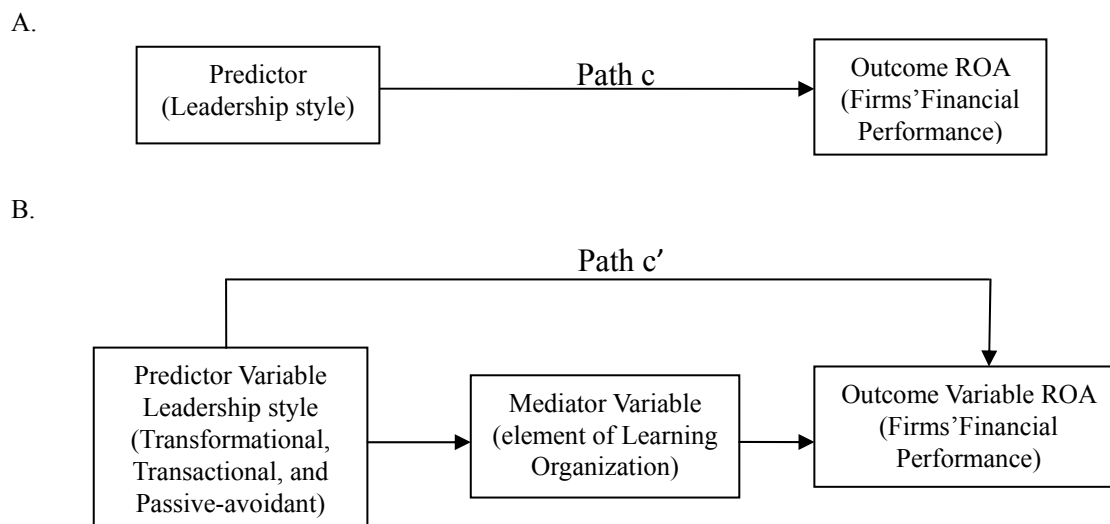 A.
Predictor
(Leadership style)
Path c
Outcome ROA
(Firms’Financial
Performance)
B.
Path c’
Predictor Variable
Leadership style
(Transformational,
Transactional, and
Passive-avoidant)
Mediator Variable
(element of Learning
Organization)
Outcome Variable ROA
(Firms’Financial
Performance)